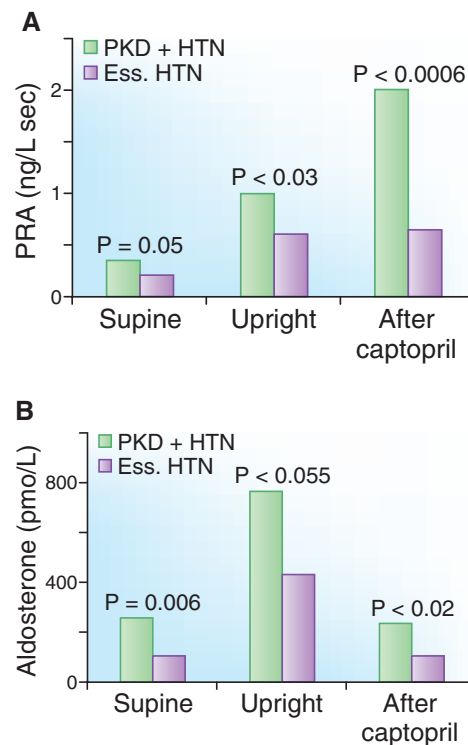 A
PKD + HTN
Ess. HTN
P < 0.0006
2
P < 0.03
PRA (ng/L sec)
1
P = 0.05
0
Supine
Upright
After
captopril
B
PKD + HTN
Ess. HTN
800
P < 0.055
Aldosterone (pmo/L)
400
P = 0.006
P < 0.02
0
Supine
Upright
After
captopril